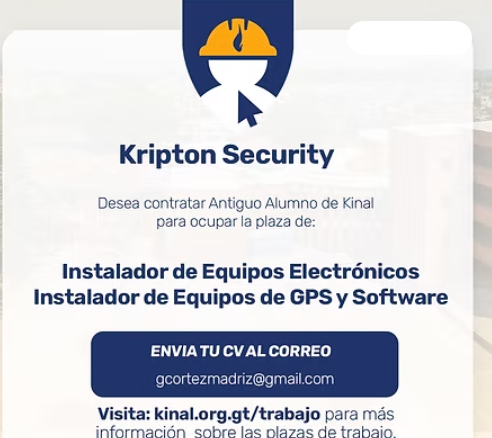 Kripton Security
Desea contratar Antiguo Alumno de Kinal
para ocupar la plaza de:
Instalador de Equipos Electrónicos
Instalador de Equipos de GPS y Software
ENVIA TU CV AL CORREO
gcortezmadriz@gmail.com
Visita: kinal.org.gt/trabajo para más
información sobre las plazas de trabajo.